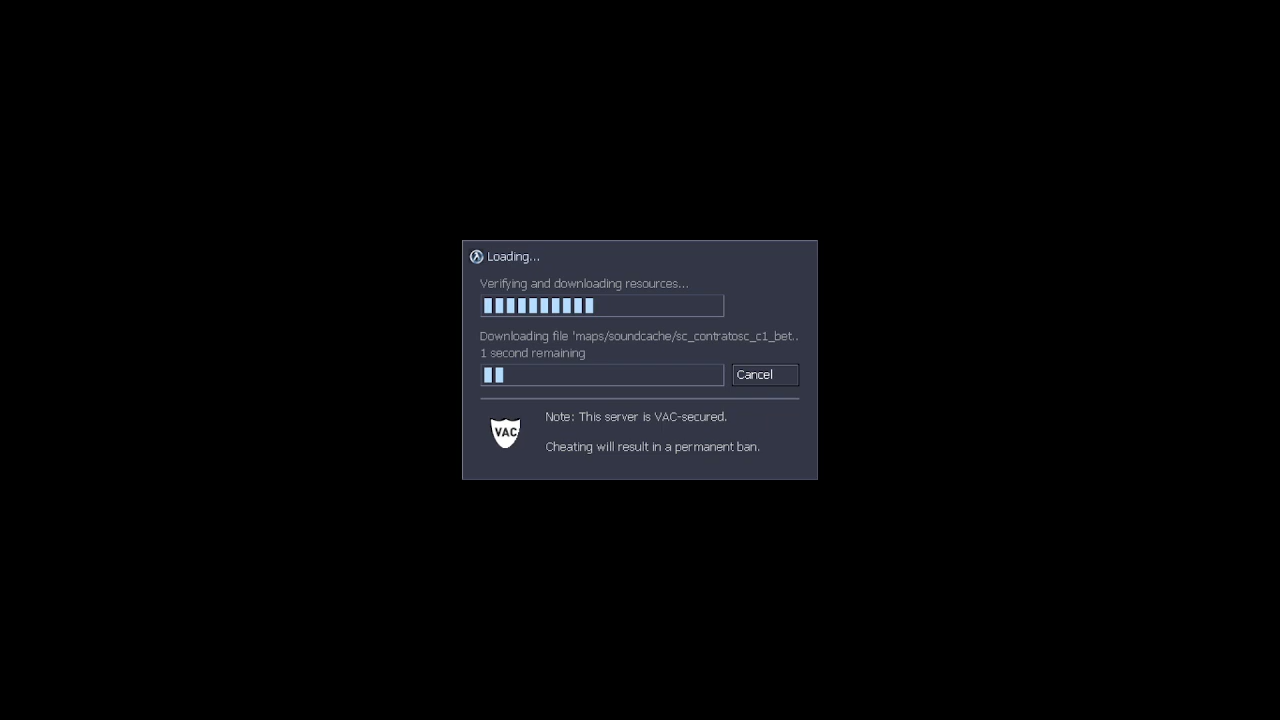 Loading...
Verifying and downloading resources...
Downloading file 'maps/soundcache/sc_contratosc_c1_bet..
1 second remaining
Cancel
Note: This server is VAC-secured.
VAC
Cheating will result in a permanent ban.